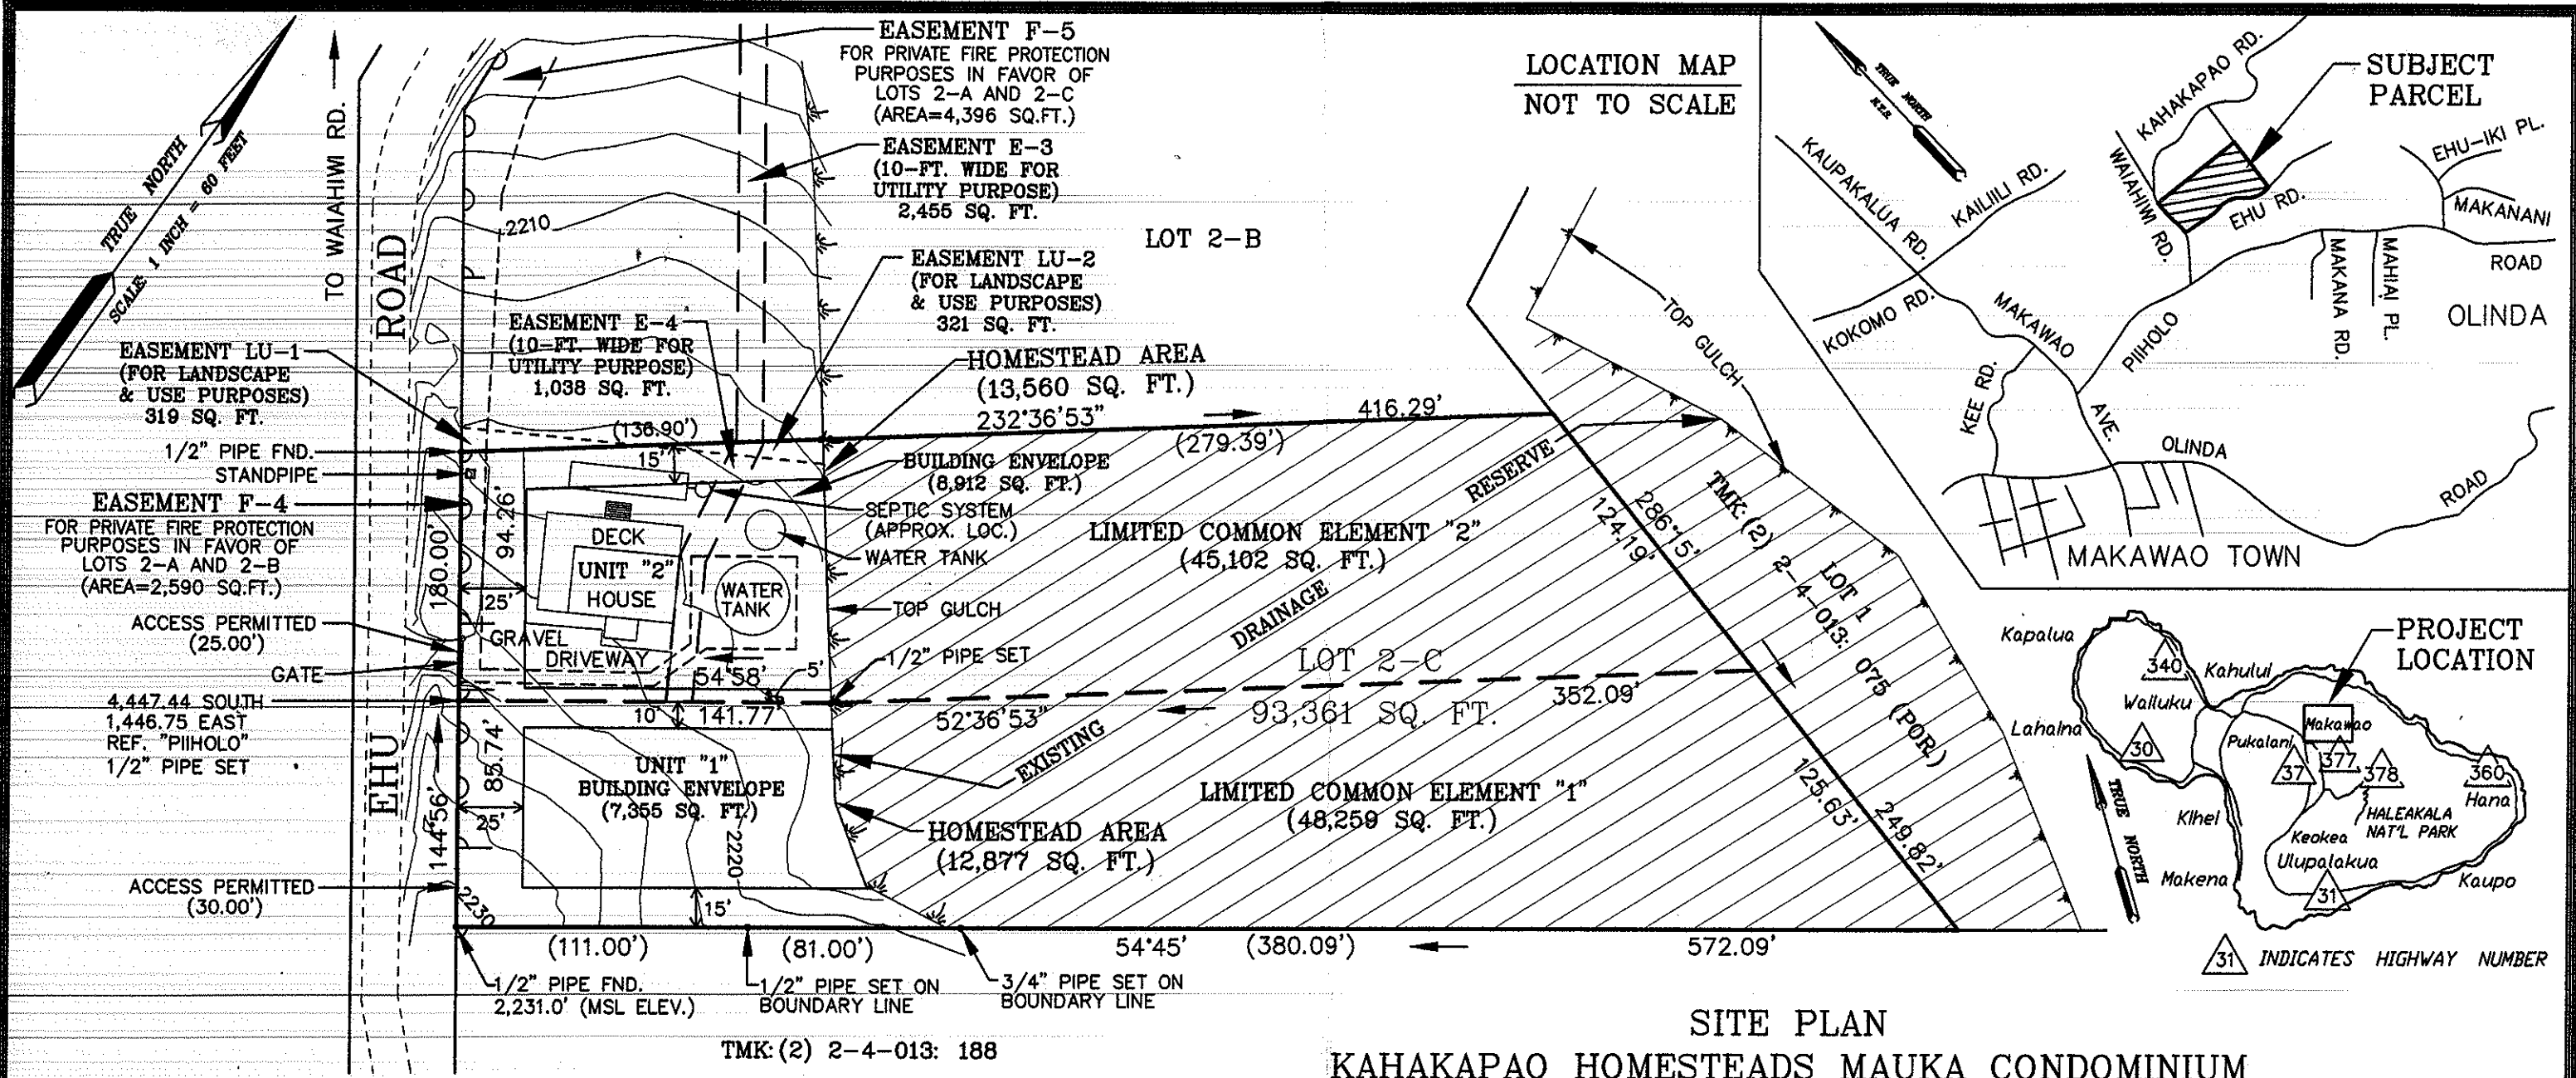 TRUE NORTH
SCALE: 1 INCH = 60 FEET
TO WAIAHIWI RD.
EHU ROAD
EASEMENT F-5
FOR PRIVATE FIRE PROTECTION
PURPOSES IN FAVOR OF
LOTS 2-A AND 2-C
(AREA=4,396 SQ.FT.)
EASEMENT E-3
(10-FT. WIDE FOR
UTILITY PURPOSE)
2,455 SQ. FT.
2210
LOT 2-B
EASEMENT LU-2
(FOR LANDSCAPE
& USE PURPOSES)
321 SQ. FT.
EASEMENT E-4
(10-FT. WIDE FOR
UTILITY PURPOSE)
1,038 SQ. FT.
EASEMENT LU-1
(FOR LANDSCAPE
& USE PURPOSES)
319 SQ. FT.
HOMESTEAD AREA
(13,560 SQ. FT.)
232°36'53"
416.29'
(136.90')
(279.39')
1/2" PIPE FND.
STANDPIPE
EASEMENT F-4
FOR PRIVATE FIRE PROTECTION
PURPOSES IN FAVOR OF
LOTS 2-A AND 2-B
(AREA=2,590 SQ.FT.)
ACCESS PERMITTED
(25.00')
GATE
4,447.44 SOUTH
1,446.75 EAST
REF. "PIIHOLO"
1/2" PIPE SET
ACCESS PERMITTED
(30.00')
180.00'
94.26'
15'
25'
BUILDING ENVELOPE
(8,912 SQ. FT.)
SEPTIC SYSTEM
(APPROX. LOC.)
WATER TANK
DECK
UNIT "2"
HOUSE
WATER
TANK
TOP GULCH
GRAVEL
DRIVEWAY
54°58'
5'
1/2" PIPE SET
10'
141.77'
52°36'53"
352.09'
LOT 2-C
93,361 SQ. FT.
LIMITED COMMON ELEMENT "2"
(45,102 SQ. FT.)
EXISTING DRAINAGE RESERVE
TOP GULCH
286°15'
124.19'
TMK: (2) 2-4-013: 075 (POR.)
LOT 1
125.63'
249.82'
85.74'
144°56'
25'
UNIT "1"
BUILDING ENVELOPE
(7,355 SQ. FT.)
2220
2230
15'
HOMESTEAD AREA
(12,877 SQ. FT.)
LIMITED COMMON ELEMENT "1"
(48,259 SQ. FT.)
(111.00')
(81.00')
54°45'
(380.09')
572.09'
1/2" PIPE FND.
2,231.0' (MSL ELEV.)
1/2" PIPE SET ON
BOUNDARY LINE
3/4" PIPE SET ON
BOUNDARY LINE
TMK: (2) 2-4-013: 188
LOCATION MAP
NOT TO SCALE
TRUE NORTH
N.T.S.
SUBJECT
PARCEL
KAHAKAPAO RD.
WAIAHIWI RD.
EHU RD.
EHU-IKI PL.
MAKANANI
KAUPAKALUA RD.
KAILIILI RD.
KOKOMO RD.
MAKAWAO AVE.
PIIHOLO ROAD
MAKANA RD.
MAHIAI PL.
OLINDA
KEE RD.
OLINDA ROAD
MAKAWAO TOWN
PROJECT
LOCATION
Kapalua
340
Kahului
Wailuku
Lahaina
30
Makawao
Pukalani
37
377
378
360
Hana
HALEAKALA
NAT'L PARK
Kihei
Keokea
Ulupalakua
Makena
31
Kaupo
TRUE NORTH
31 INDICATES HIGHWAY NUMBER
SITE PLAN
KAHAKAPAO HOMESTEADS MAUKA CONDOMINIUM